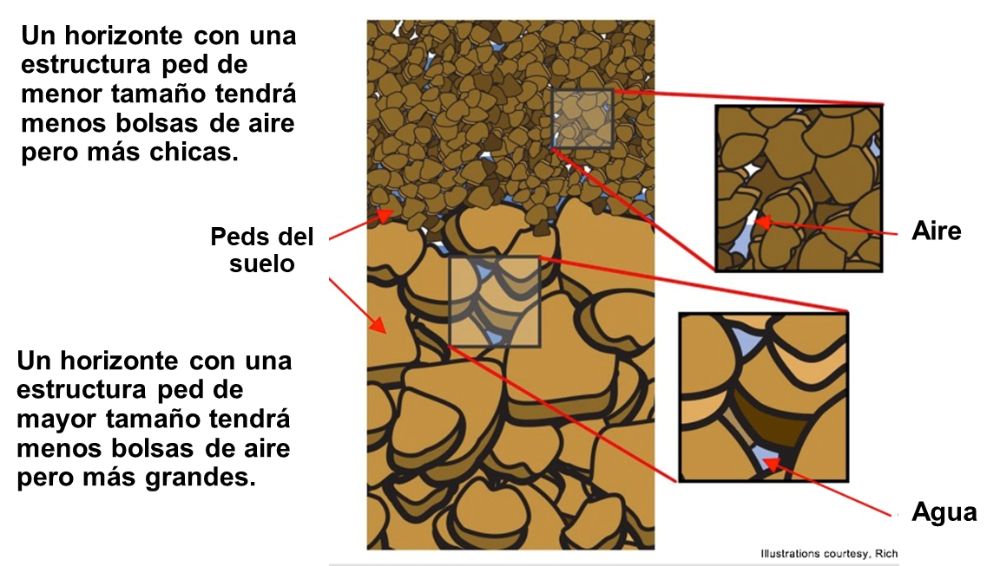 Un horizonte con una
estructura ped de
menor tamaño tendrá
menos bolsas de aire
pero más chicas.
Peds del
suelo
Aire
Un horizonte con una
estructura ped de
mayor tamaño tendrá
menos bolsas de aire
pero más grandes.
Agua
Illustrations courtesy, Rich